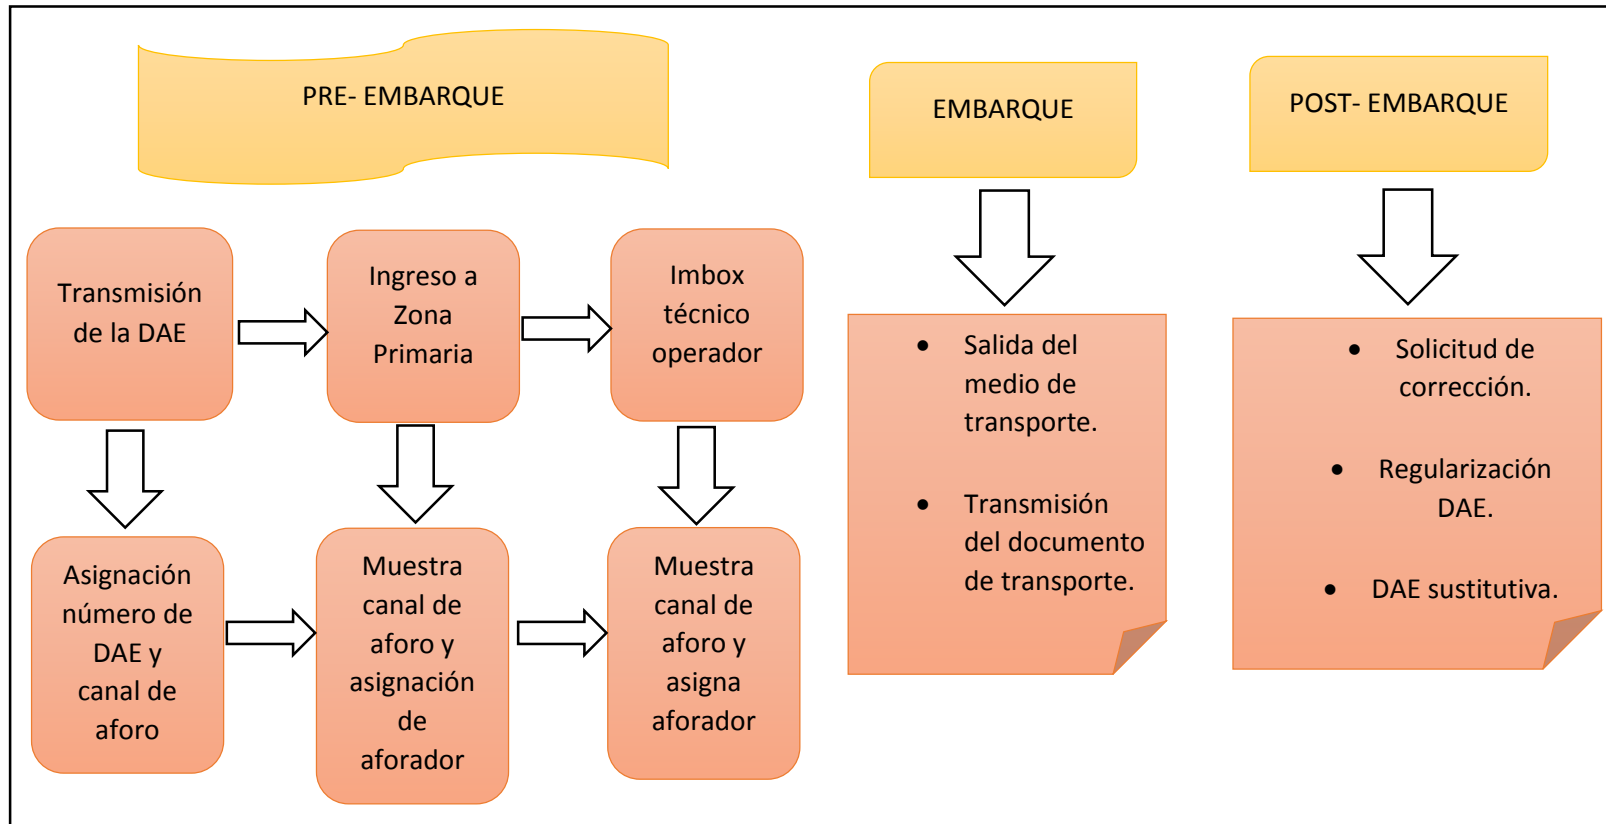 PRE- EMBARQUE
EMBARQUE
POST- EMBARQUE
Transmisión
de la DAE
Ingreso a
Zona
Primaria
Imbox
técnico
operador
Asignación
número de
DAE y
canal de
aforo
Muestra
canal de
aforo y
asignación
de
aforador
Muestra
canal de
aforo y
asigna
aforador
• Salida del
medio de
transporte.
• Transmisión
del documento
de transporte.
• Solicitud de
corrección.
• Regularización
DAE.
• DAE sustitutiva.